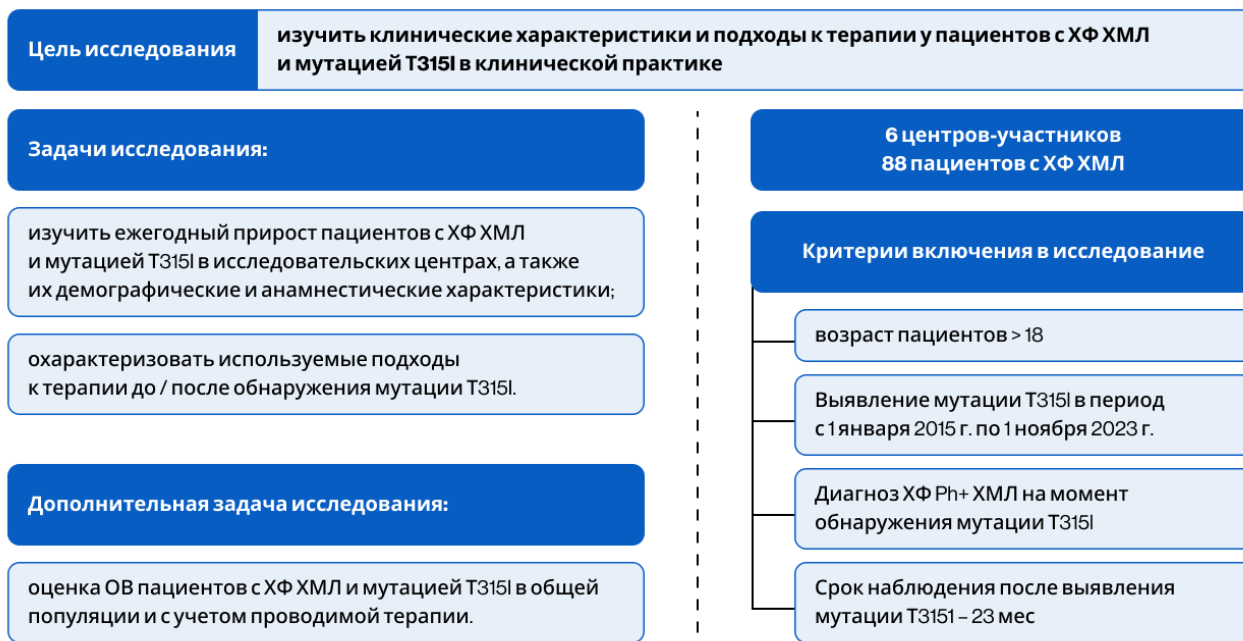 Цель исследования
изучить клинические характеристики и подходы к терапии у пациентов с ХФ ХМЛ
и мутацией T315I в клинической практике
Задачи исследования:
изучить ежегодный прирост пациентов с ХФ ХМЛ
и мутацией T315I в исследовательских центрах, а также
их демографические и анамнестические характеристики;
охарактеризовать используемые подходы
к терапии до / после обнаружения мутации T315I.
Дополнительная задача исследования:
оценка ОВ пациентов с ХФ ХМЛ и мутацией T315I в общей
популяции и с учетом проводимой терапии.
6 центров-участников
88 пациентов с ХФ ХМЛ
Критерии включения в исследование
возраст пациентов > 18
Выявление мутации T315I в период
с 1 января 2015 г. по 1 ноября 2023 г.
Диагноз ХФ Ph+ ХМЛ на момент
обнаружения мутации T315I
Срок наблюдения после выявления
мутации T3151 – 23 мес